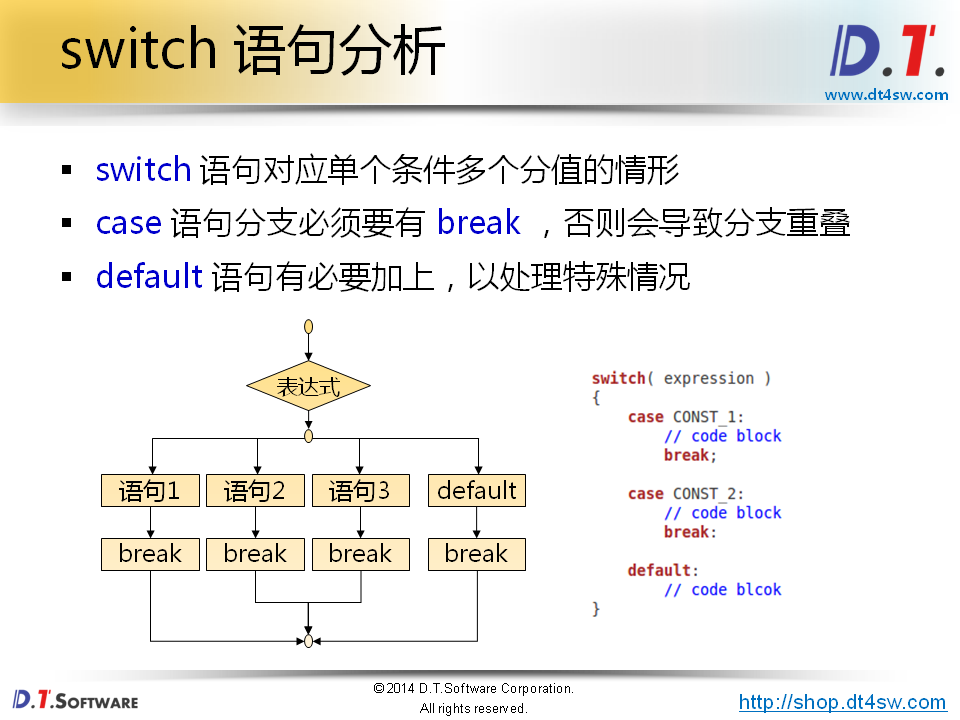 switch 语句分析
D.T.
www.dt4sw.com
▪ switch 语句对应单个条件多个分值的情形
▪ case 语句分支必须要有 break ，否则会导致分支重叠
▪ default 语句有必要加上，以处理特殊情况
表达式
语句1 语句2 语句3 default
break break break break
switch( expression )
{
case CONST_1:
// code block
break;
case CONST_2:
// code block
break:
default:
// code blcok
}
D.T.SOFTWARE
©2014 D.T.Software Corporation.
All rights reserved.
http://shop.dt4sw.com